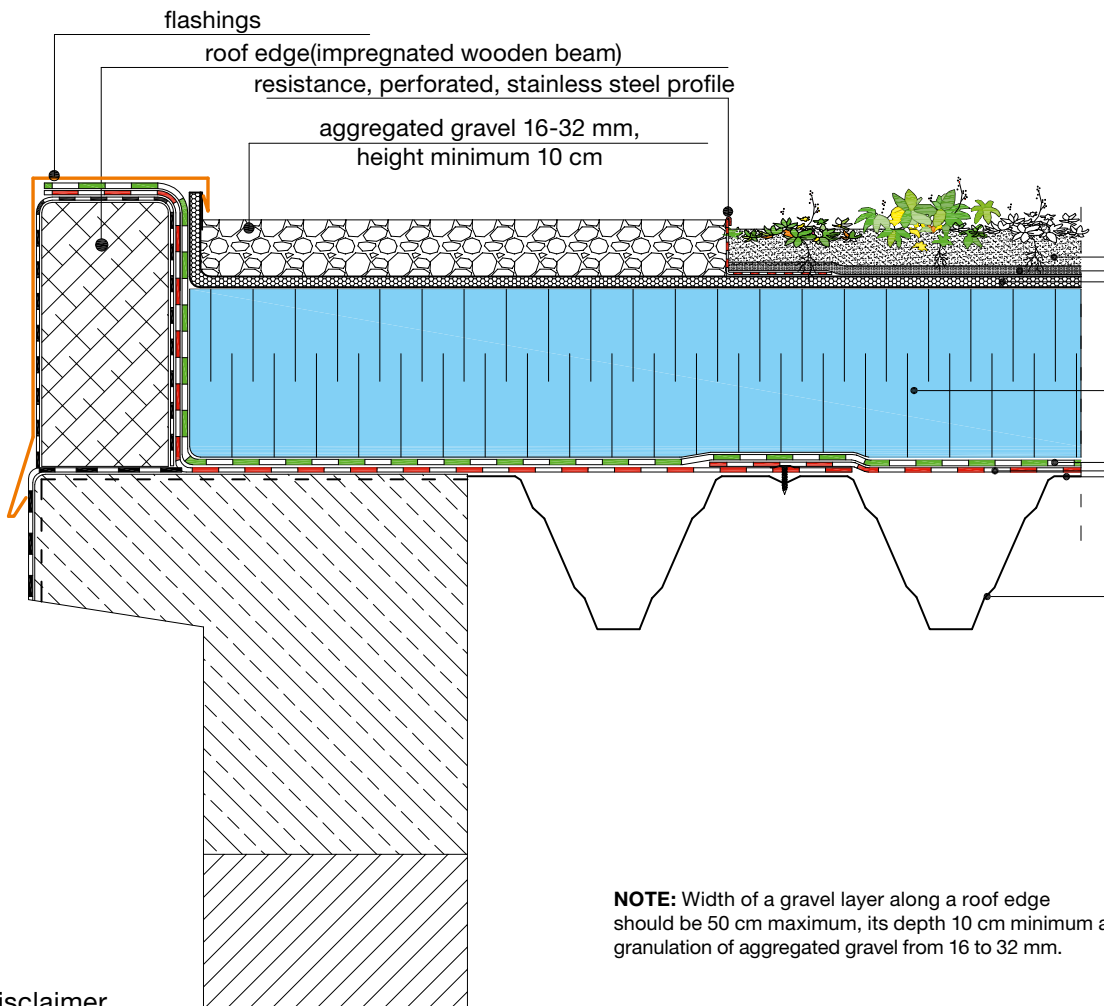 flashings
roof edge(impregnated wooden beam)
resistance, perforated, stainless steel profile
aggregated gravel 16-32 mm,
height minimum 10 cm
NOTE: Width of a gravel layer along a roof edge
should be 50 cm maximum, its depth 10 cm minimum a
granulation of aggregated gravel from 16 to 32 mm.
isclaimer